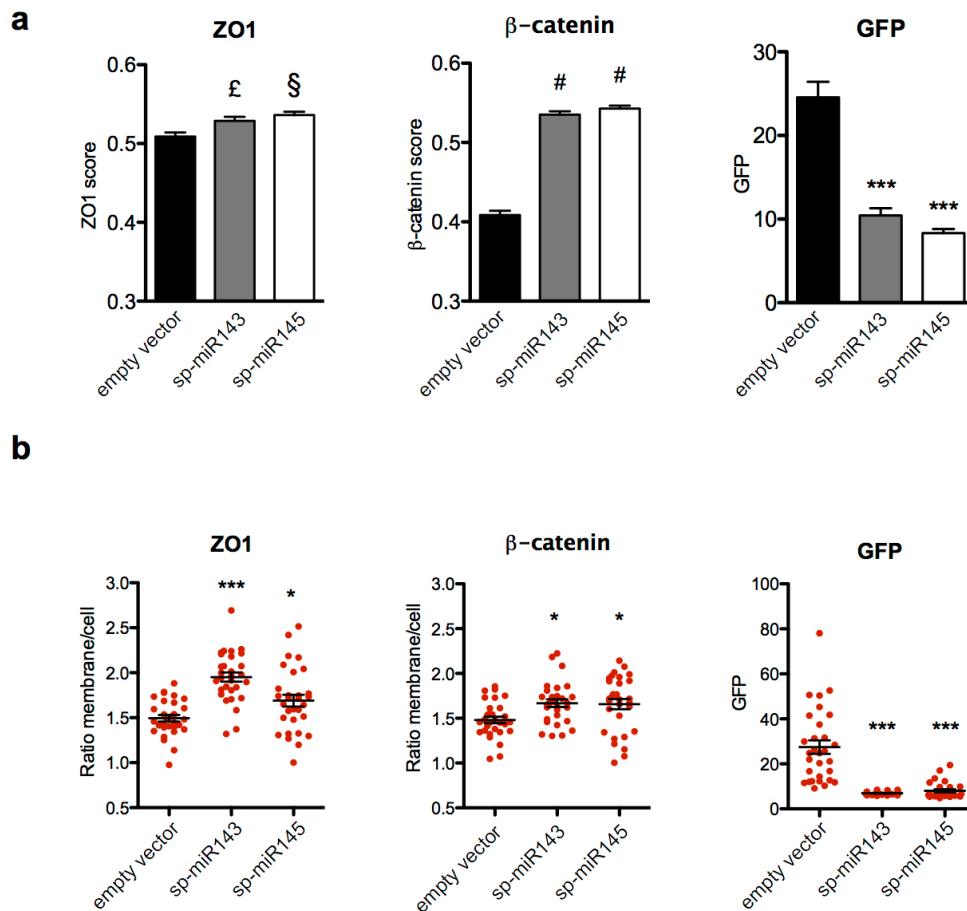 a
ZO1
£
§
ZO1 score
0.6
0.5
0.4
0.3
empty vector
sp-miR143
sp-miR145
β-catenin
#
#
β-catenin score
0.6
0.5
0.4
0.3
empty vector
sp-miR143
sp-miR145
GFP
***
***
GFP
30
20
10
0
empty vector
sp-miR143
sp-miR145
b
ZO1
***
*
Ratio membrane/cell
3.0
2.5
2.0
1.5
1.0
0.5
empty vector
sp-miR143
sp-miR145
β-catenin
*
*
Ratio membrane/cell
3.0
2.5
2.0
1.5
1.0
0.5
empty vector
sp-miR143
sp-miR145
GFP
***
***
GFP
100
80
60
40
20
0
empty vector
sp-miR143
sp-miR145